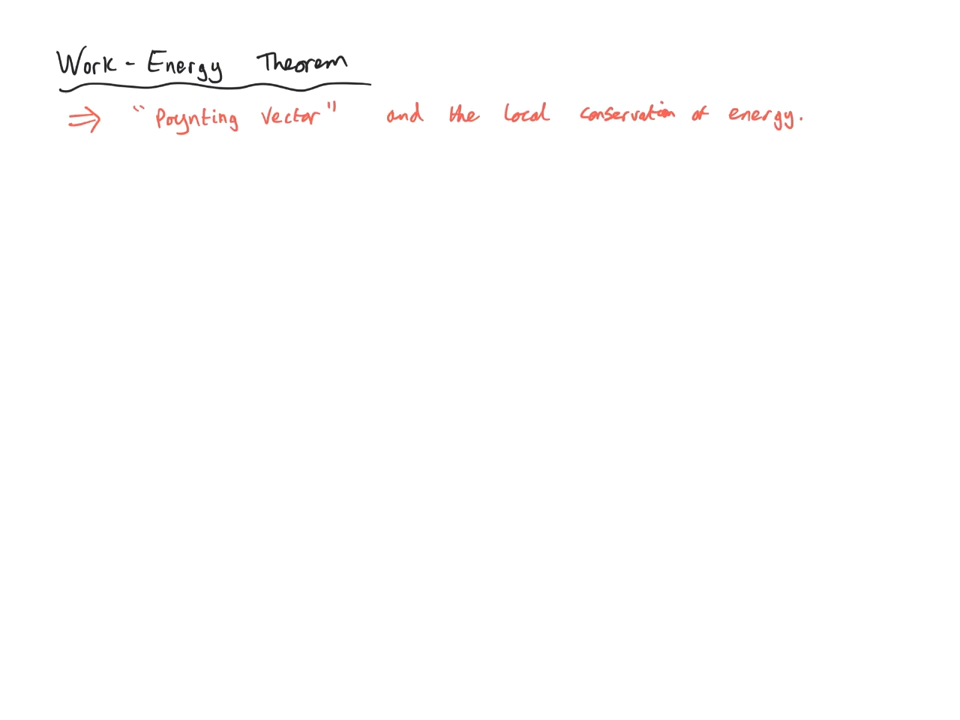 Work - Energy Theorem
⇒ "Poynting Vector" and the local conservation of energy.